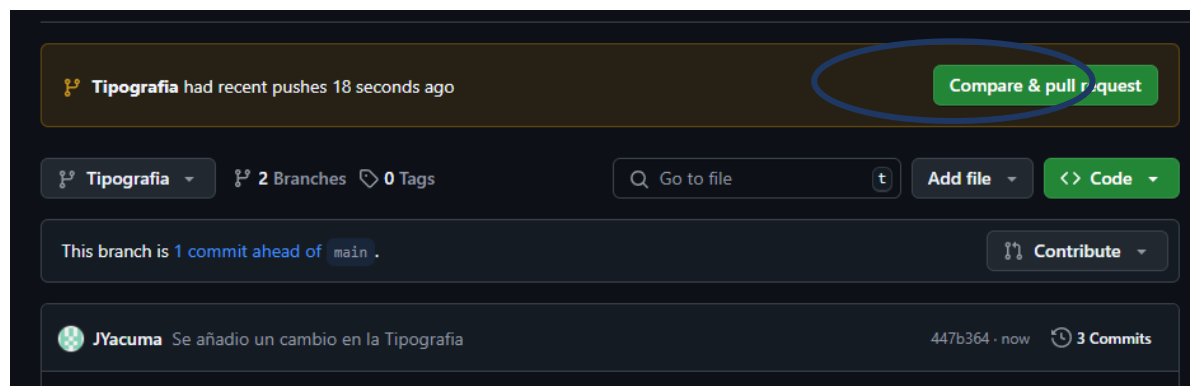 Tipografia had recent pushes 18 seconds ago Compare & pull request
Tipografia 2 Branches 0 Tags Go to file t Add file <> Code
This branch is 1 commit ahead of main .
Contribute
JYacuma Se añadio un cambio en la Tipografia 447b364 · now 3 Commits